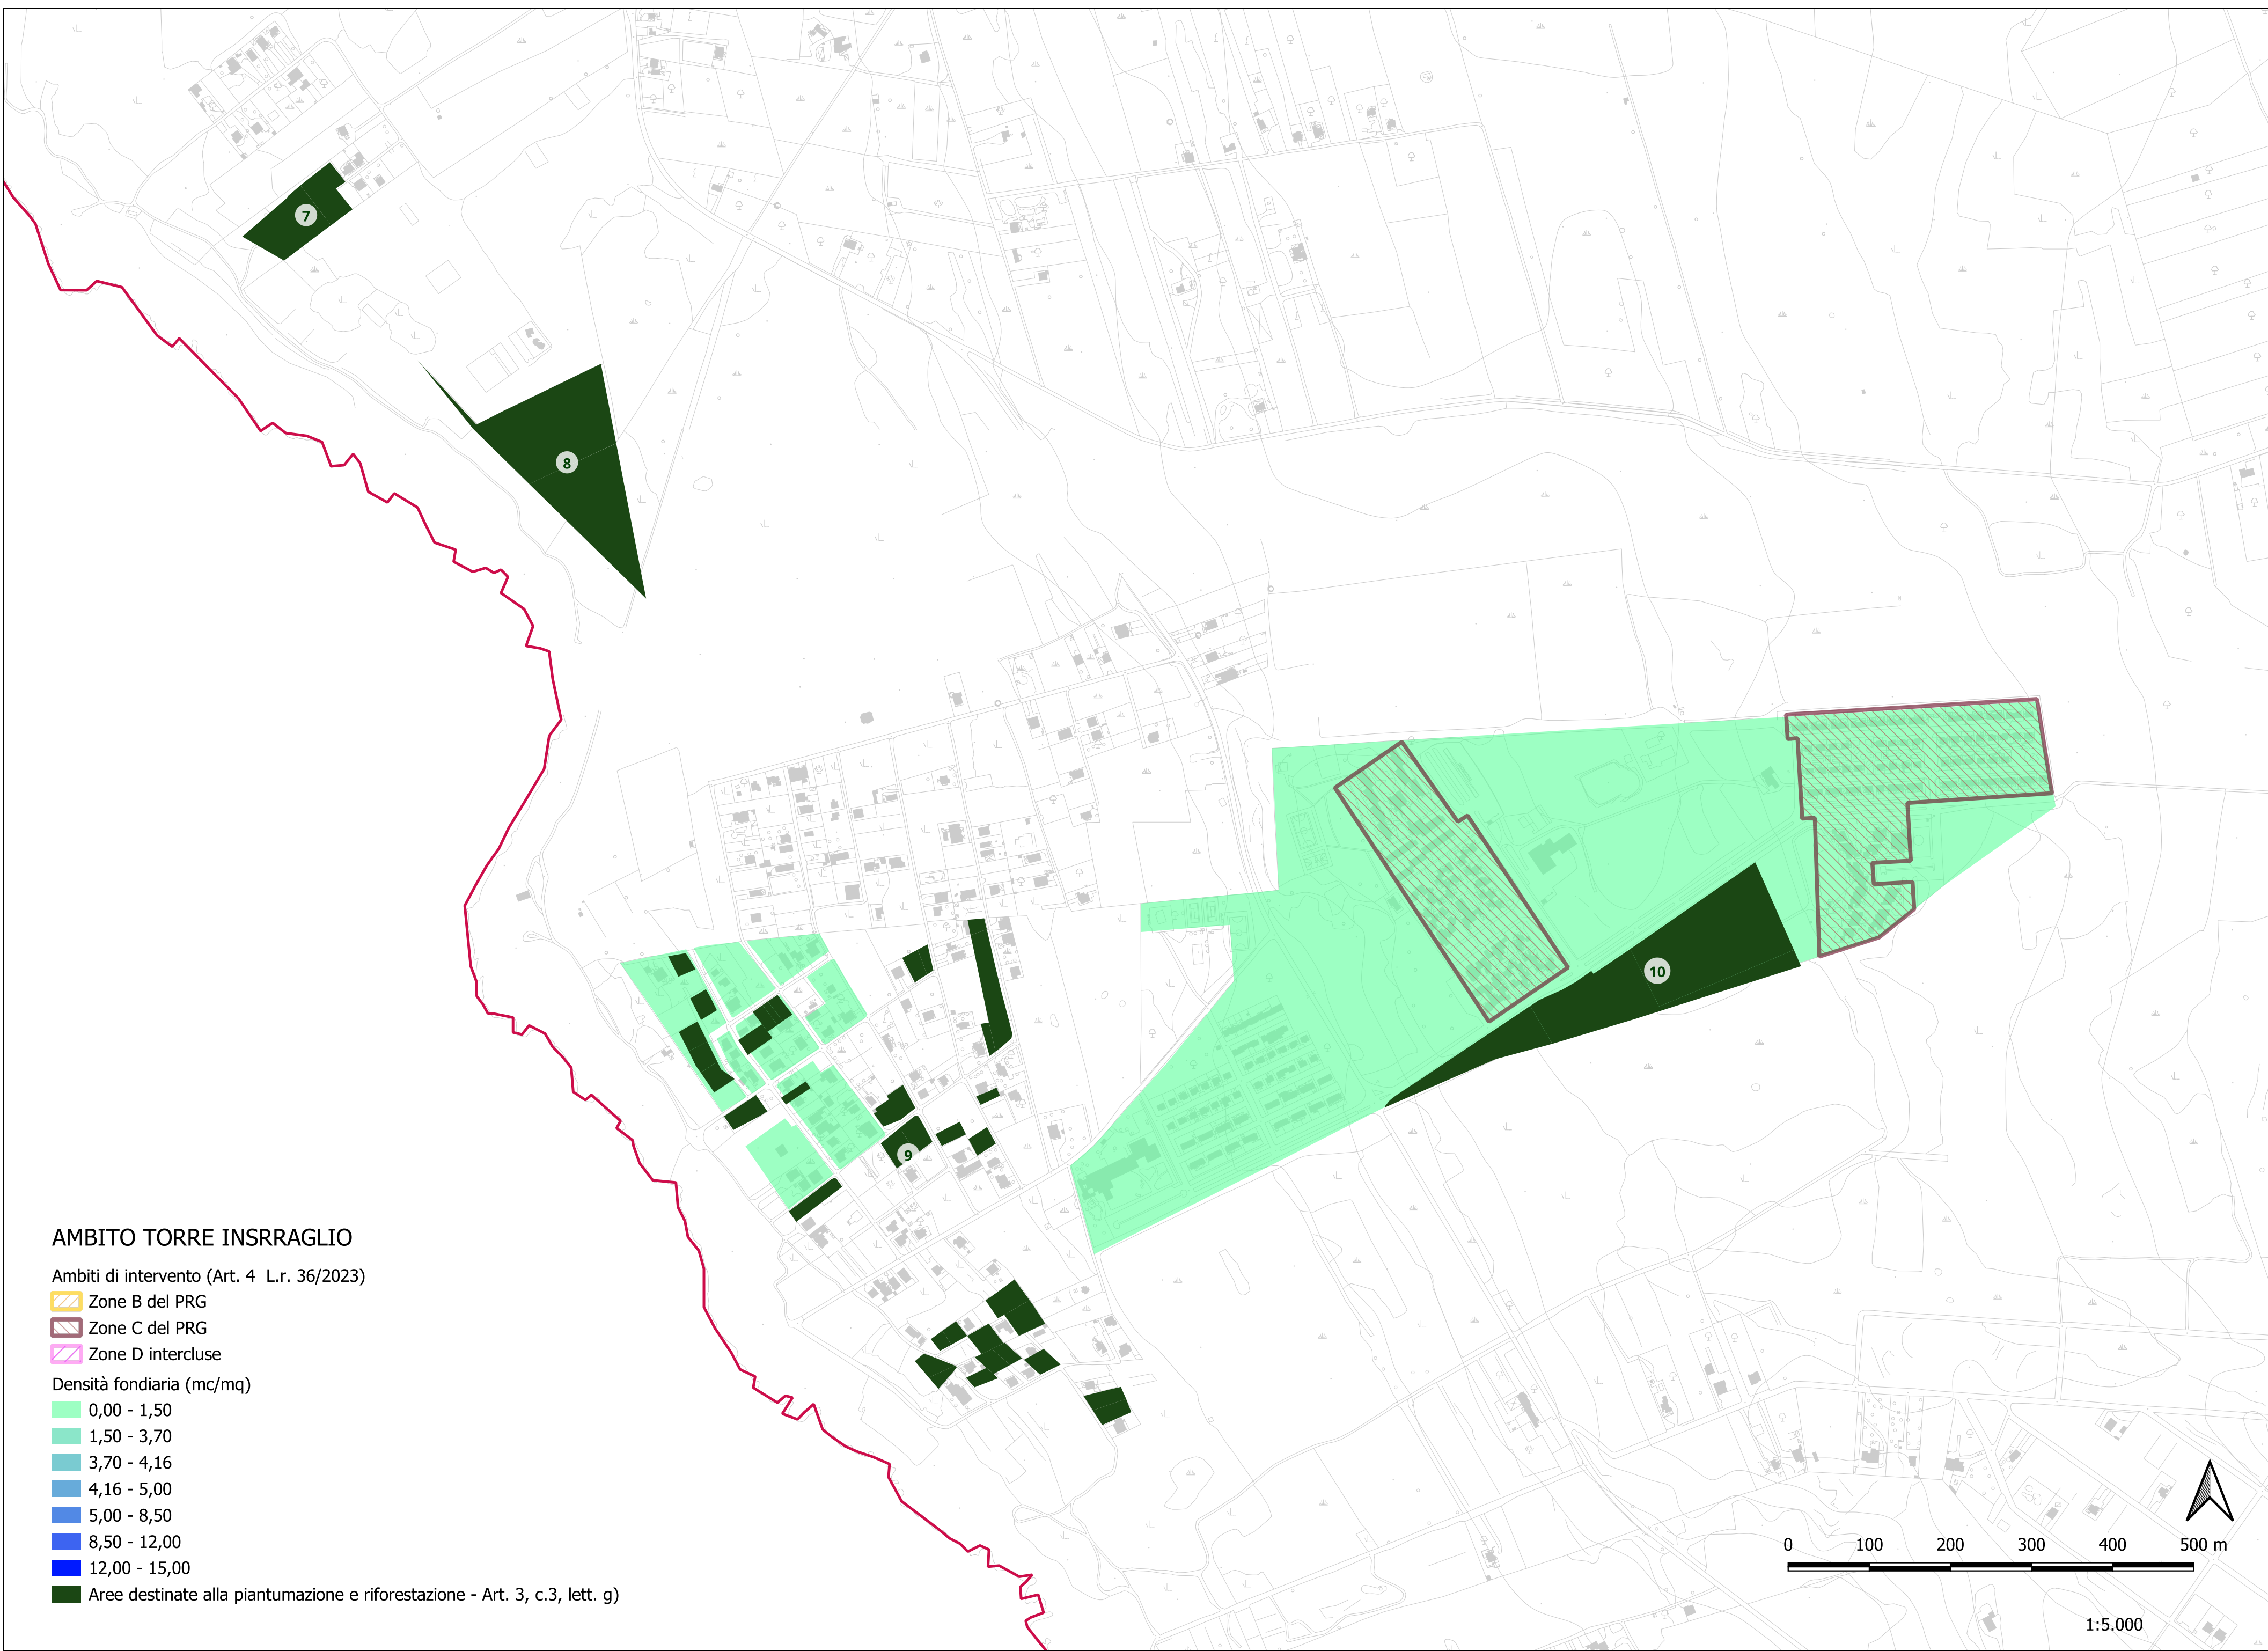 7
8
10
9
AMBITO TORRE INSRRAGLIO
Ambiti di intervento (Art. 4 L.r. 36/2023)
Zone B del PRG
Zone C del PRG
Zone D intercluse
Densità fondiaria (mc/mq)
0,00 - 1,50
1,50 - 3,70
3,70 - 4,16
4,16 - 5,00
5,00 - 8,50
8,50 - 12,00
12,00 - 15,00
Aree destinate alla piantumazione e riforestazione - Art. 3, c.3, lett. g)
0 100 200 300 400 500 m
1:5.000